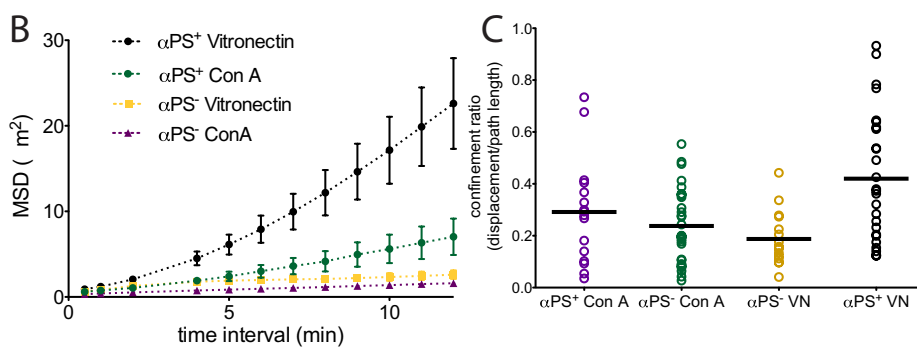 B
30
20
10
0
MSD ( m²)
αPS⁺ Vitronectin
αPS⁺ Con A
αPS⁻ Vitronectin
αPS⁻ ConA
0
5
10
time interval (min)
C
1.0
0.8
0.6
0.4
0.2
0.0
confinement ratio
(displacement/path length)
αPS⁺ Con A
αPS⁻ Con A
αPS⁻ VN
αPS⁺ VN